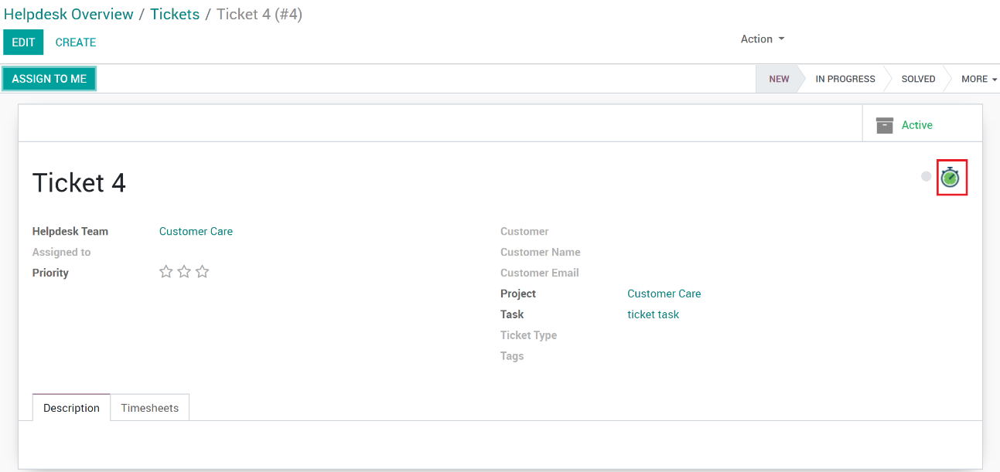 Helpdesk Overview / Tickets / Ticket 4 (#4)
EDIT CREATE Action
ASSIGN TO ME NEW IN PROGRESS SOLVED MORE
Active
Ticket 4
Helpdesk Team Customer Care Customer
Assigned to Customer Name
Priority Customer Email
Project Customer Care
Task ticket task
Ticket Type
Tags
Description Timesheets